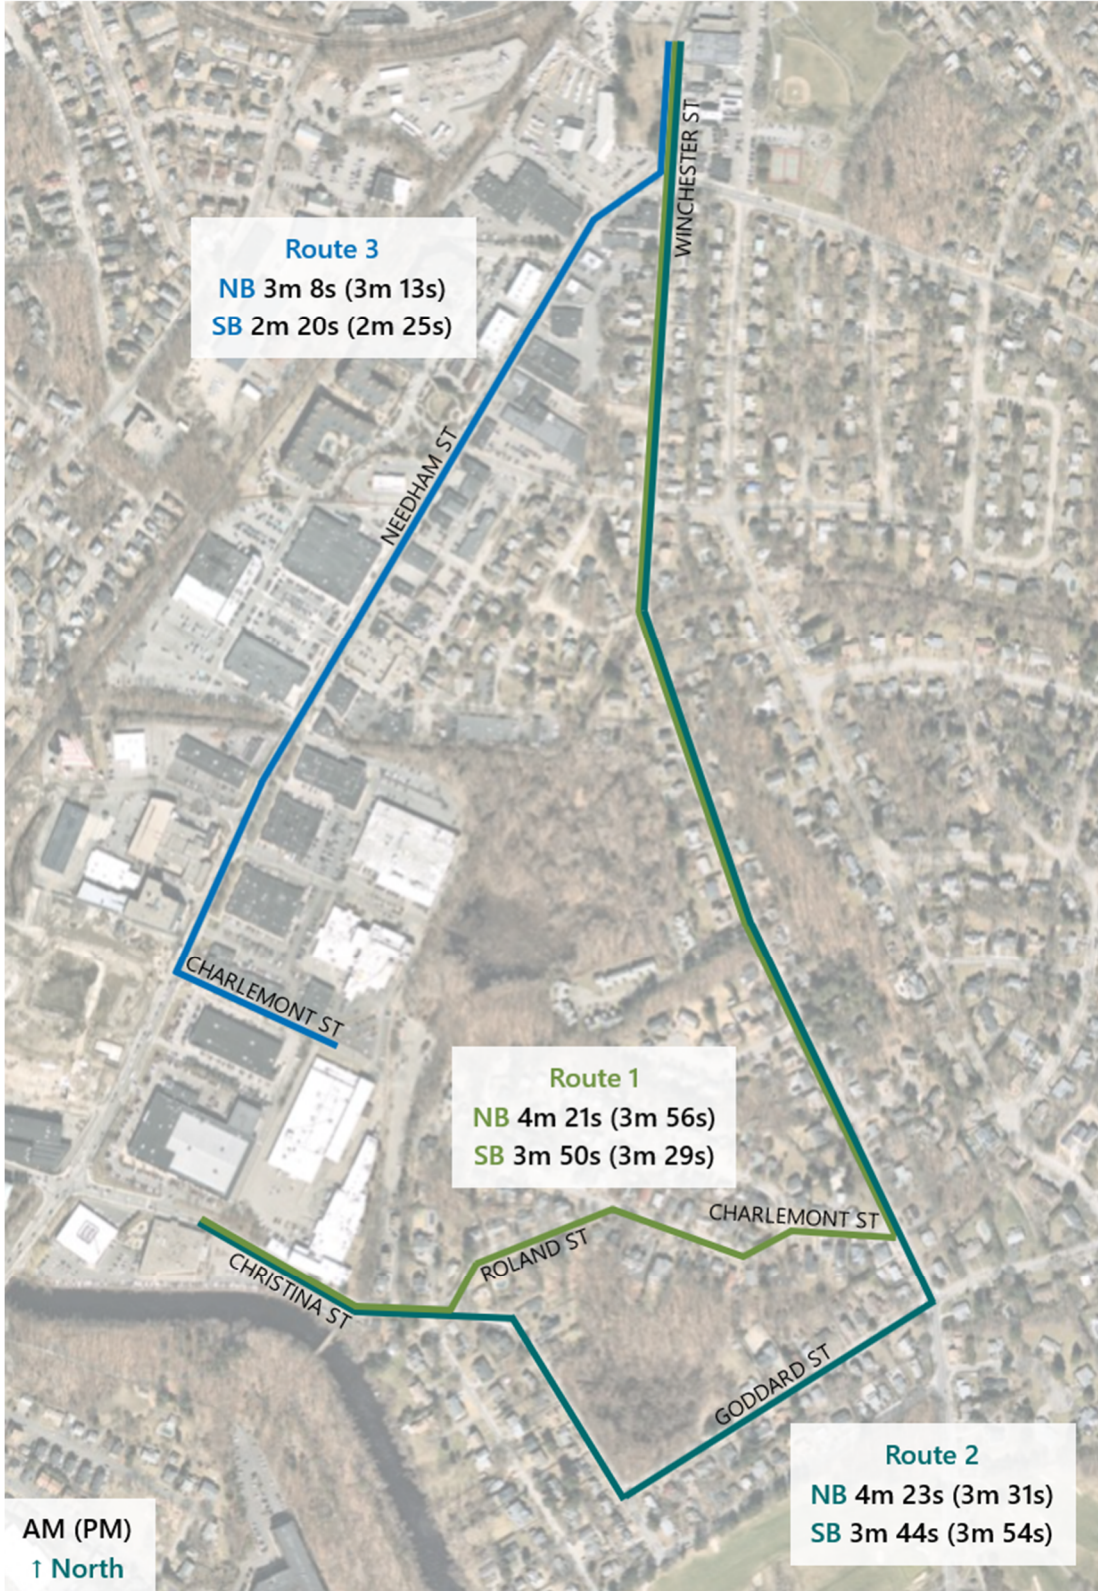 WINCHESTER ST
Route 3
NB 3m 8s (3m 13s)
SB 2m 20s (2m 25s)
NEEDHAM ST
CHARLEMONT ST
Route 1
NB 4m 21s (3m 56s)
SB 3m 50s (3m 29s)
CHARLEMONT ST
ROLAND ST
CHRISTINA ST
GODDARD ST
Route 2
NB 4m 23s (3m 31s)
SB 3m 44s (3m 54s)
AM (PM)
↑ North